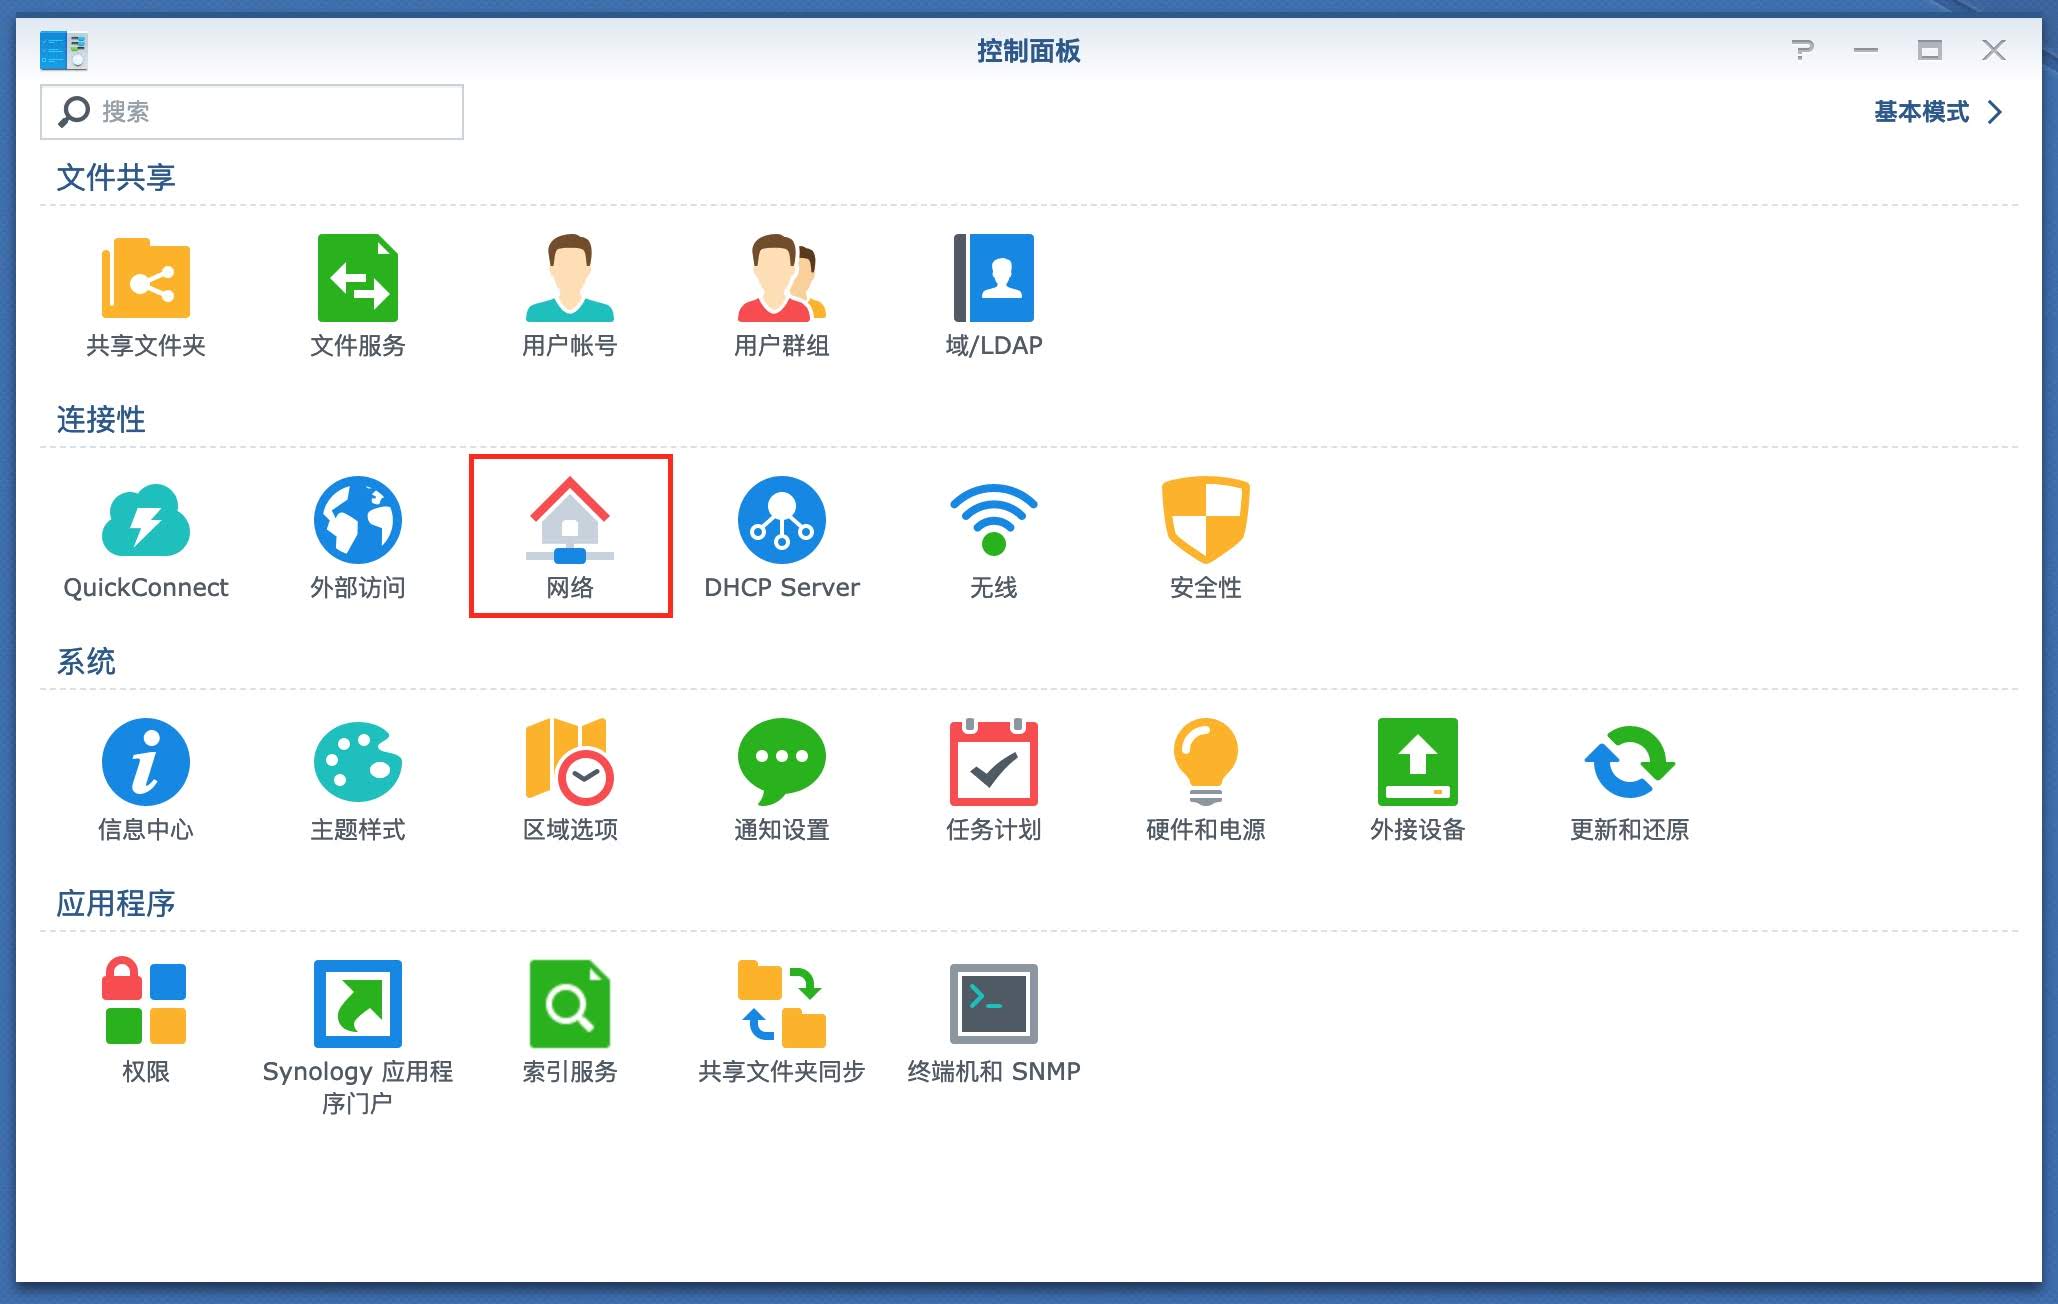 控制面板
搜索
基本模式
文件共享
共享文件夹
文件服务
用户帐号
用户群组
域/LDAP
连接性
QuickConnect
外部访问
网络
DHCP Server
无线
安全性
系统
信息中心
主题样式
区域选项
通知设置
任务计划
硬件和电源
外接设备
更新和还原
应用程序
权限
Synology 应用程
序门户
索引服务
共享文件夹同步
终端机和 SNMP